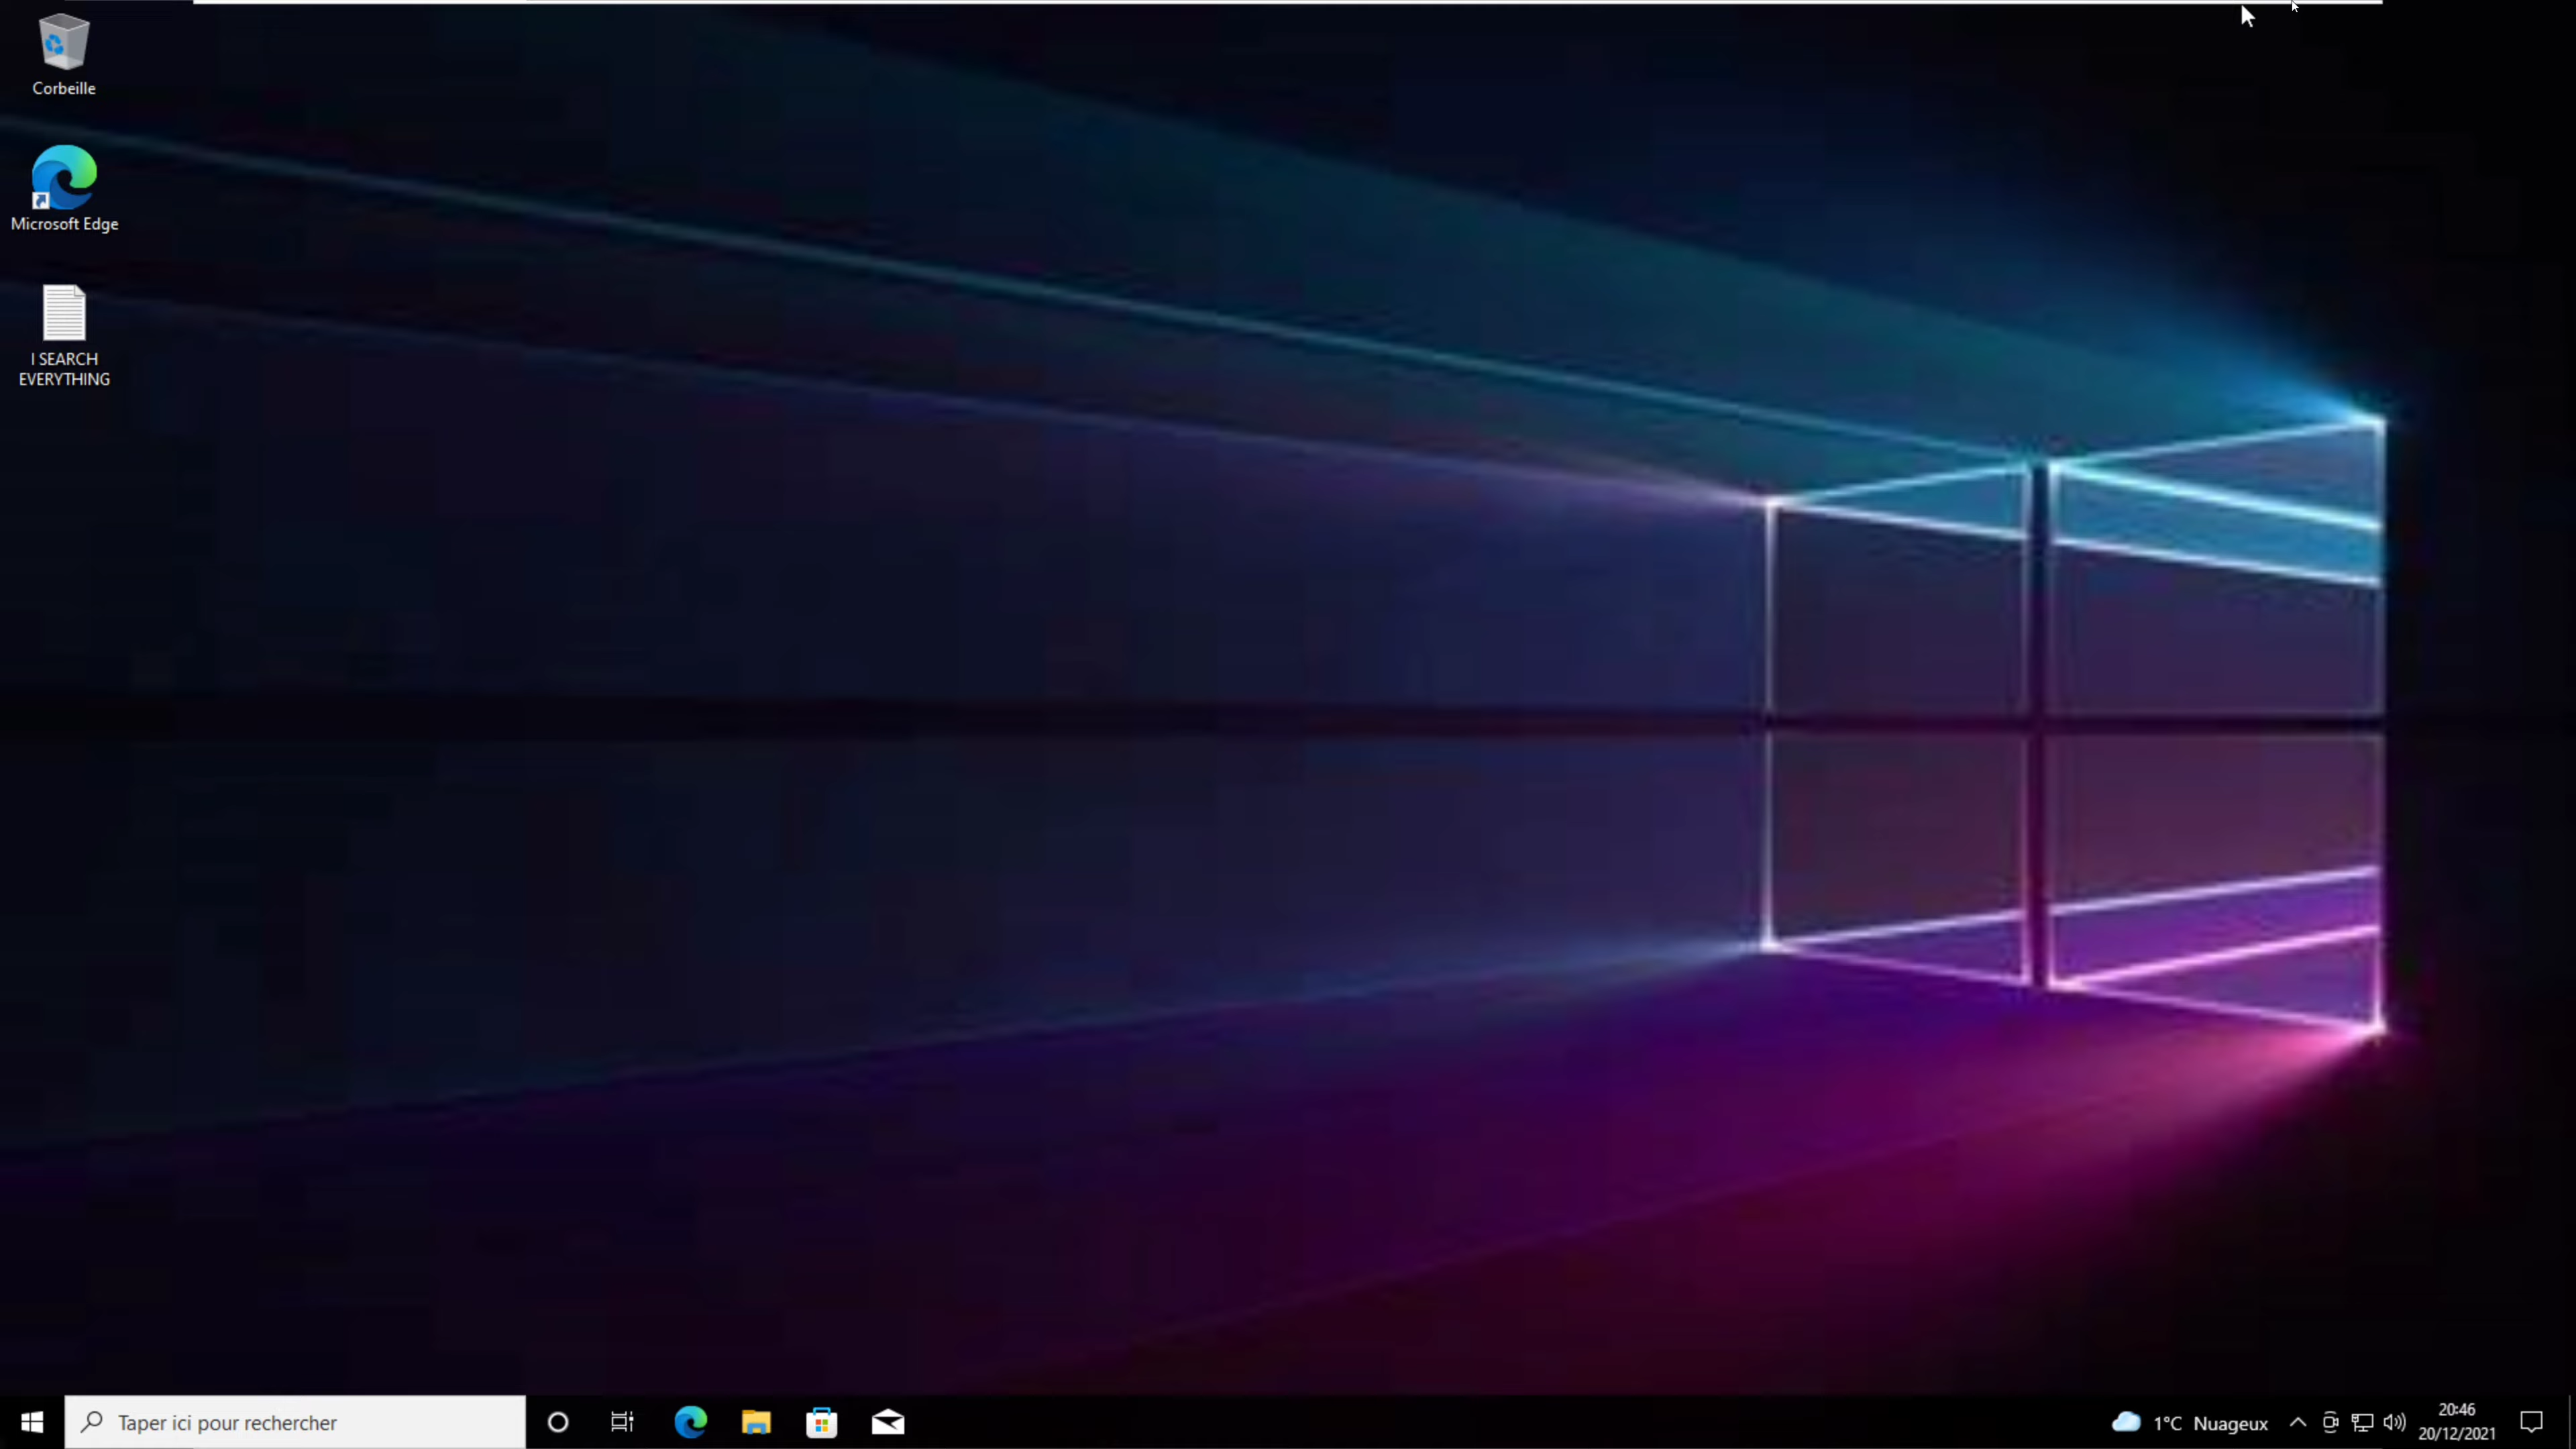 Corbeille
Microsoft Edge
I SEARCH
EVERYTHING
Taper ici pour rechercher
1°C Nuageux
20:46
20/12/2021